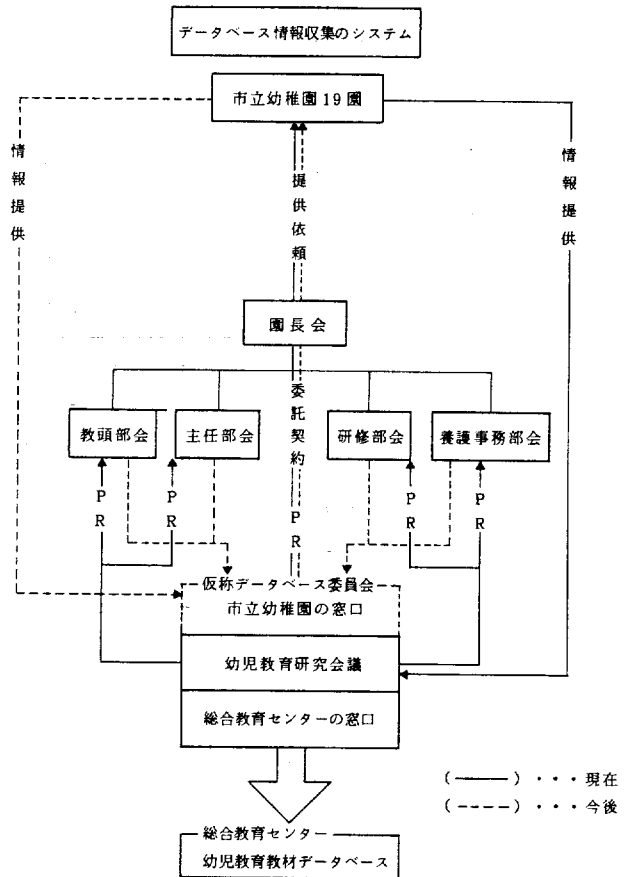 データベース情報収集のシステム
市立幼稚園19園
情報提供
情報提供
提供依頼
園長会
委託契約
教頭部会
主任部会
研修部会
養護事務部会
PR
PR
PR
PR
PR
仮称データベース委員会
市立幼稚園の窓口
幼児教育研究会議
総合教育センターの窓口
(———)・・・現在
(----)・・・今後
総合教育センター
幼児教育教材データベース